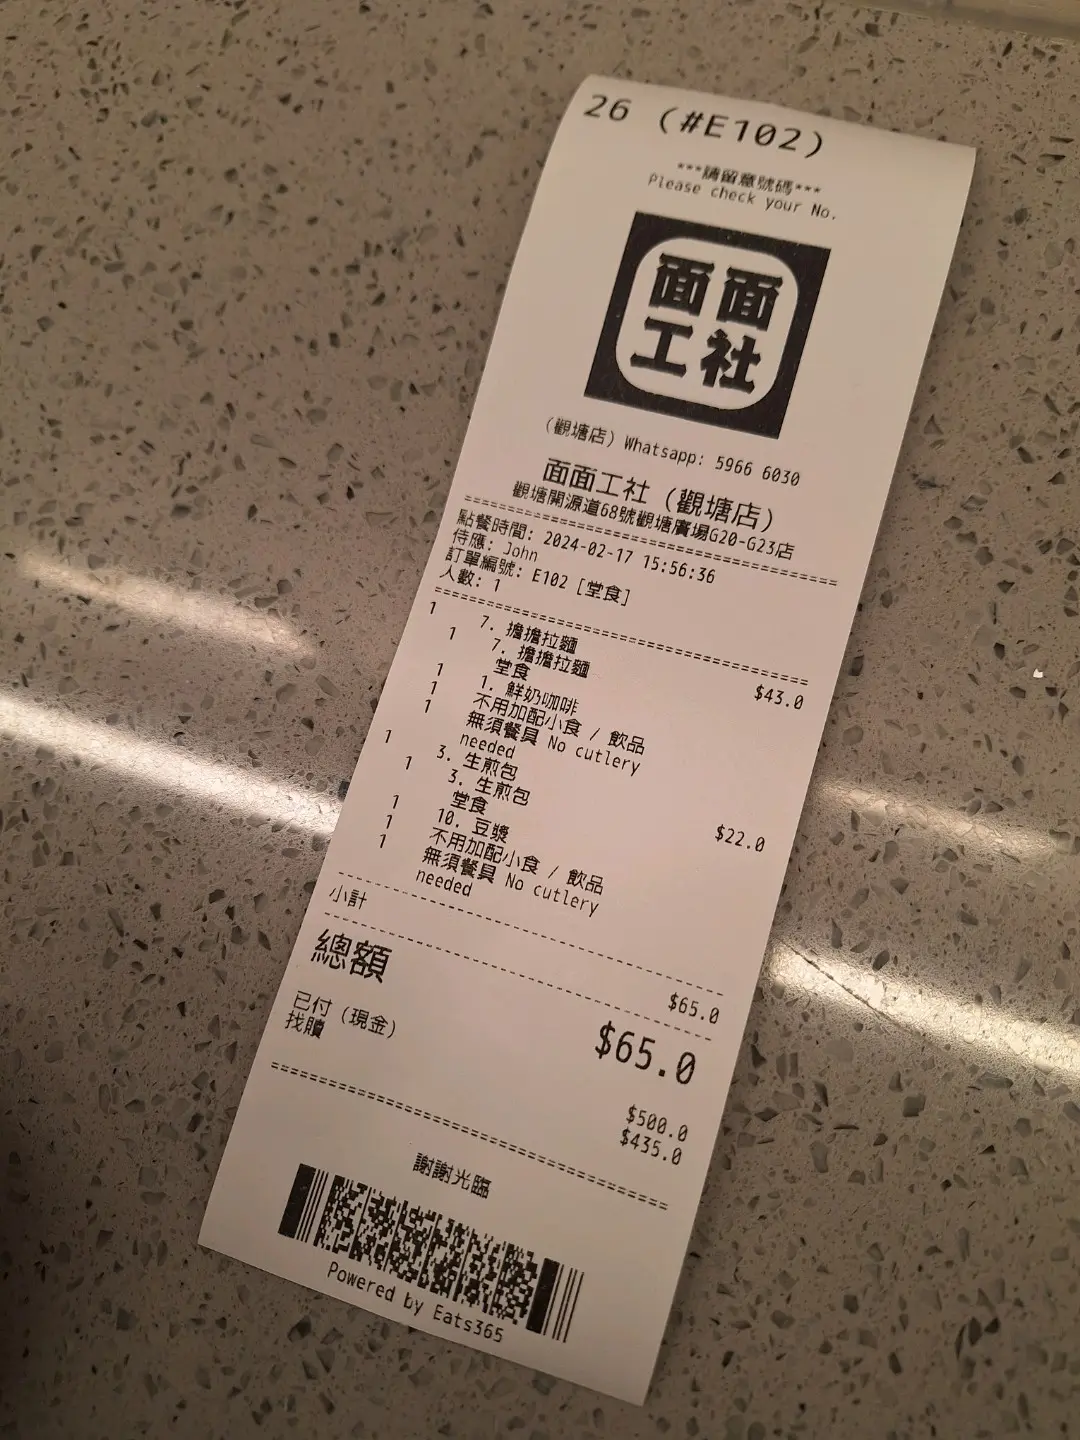 26 (#E102)
***請留意號碼***
Please check your No.
面面
工社
(觀塘店) Whatsapp: 5966 6030
面面工社 (觀塘店)
觀塘開源道68號觀塘廣場G20-G23店
點餐時間: 2024-02-17 15:56:36
侍應: John
訂單編號: E102 [堂食]
人數: 1
1 7. 擔擔拉麵
1 7. 擔擔拉麵 $43.0
堂食
1 1. 鮮奶咖啡
1 不用加配小食 / 飲品
1 無須餐具 No cutlery
needed
1 3. 生煎包
1 3. 生煎包 $22.0
堂食
1 10. 豆漿
1 不用加配小食 / 飲品
1 無須餐具 No cutlery
needed
小計 $65.0
總額 $65.0
已付 (現金) $500.0
找贖 $435.0
謝謝光臨
Powered by Eats365